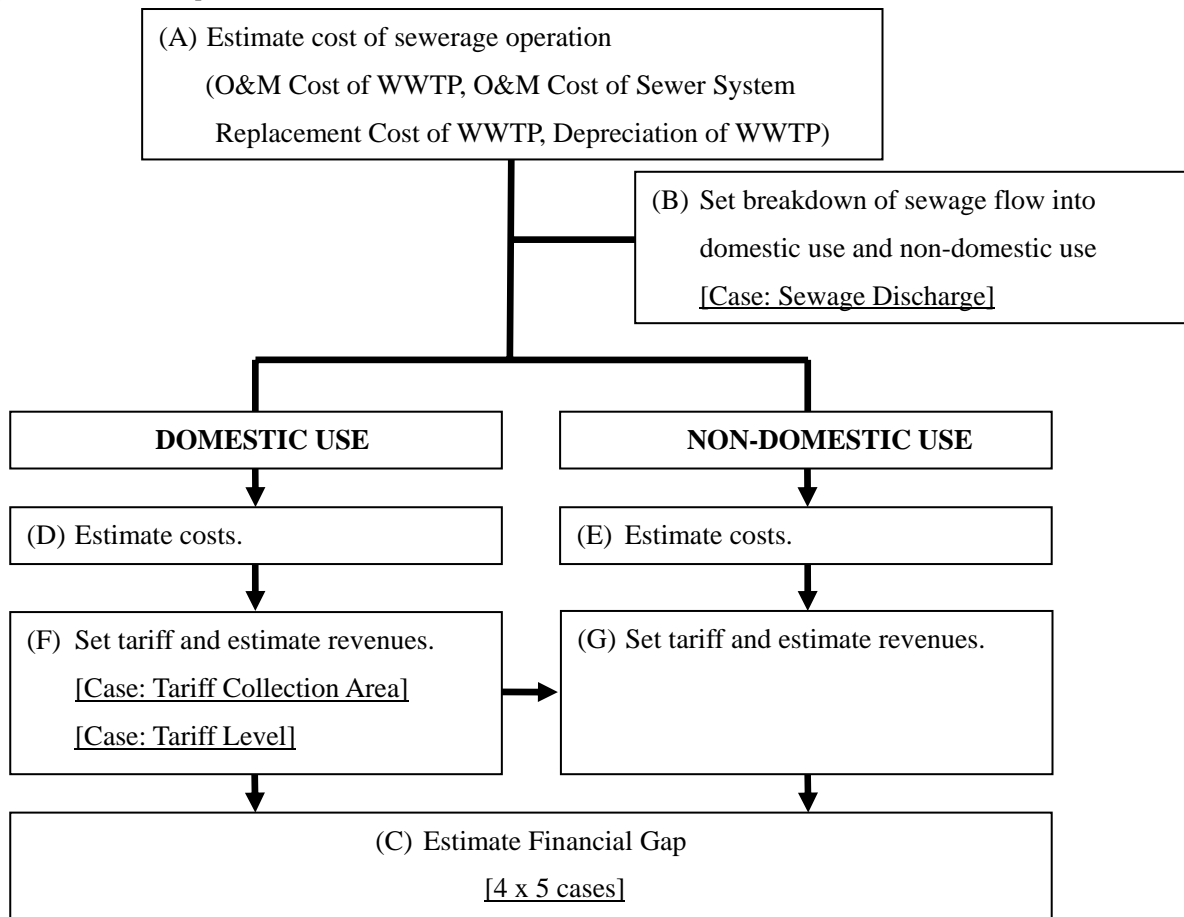 (A) Estimate cost of sewerage operation
(O&M Cost of WWTP, O&M Cost of Sewer System
Replacement Cost of WWTP, Depreciation of WWTP)
(B) Set breakdown of sewage flow into
domestic use and non-domestic use
[Case: Sewage Discharge]
DOMESTIC USE
NON-DOMESTIC USE
(D) Estimate costs.
(E) Estimate costs.
(F) Set tariff and estimate revenues.
[Case: Tariff Collection Area]
[Case: Tariff Level]
(G) Set tariff and estimate revenues.
(C) Estimate Financial Gap
[4 x 5 cases]